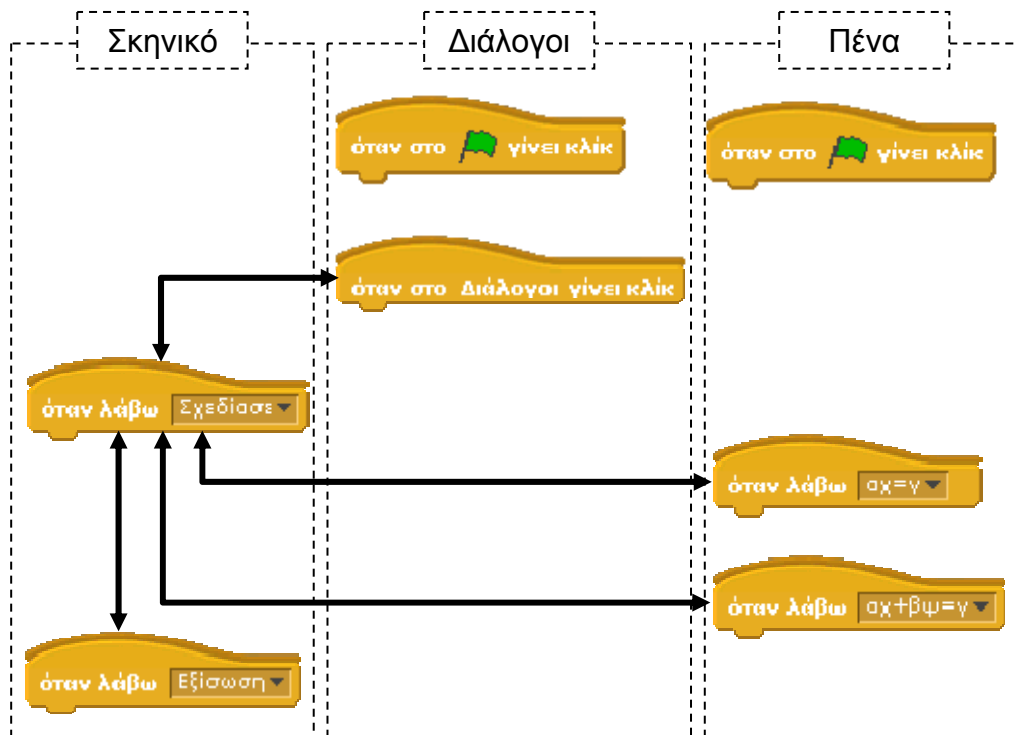 Σκηνικό
Διάλογοι
Πένα
όταν στο γίνει κλίκ
όταν στο γίνει κλίκ
όταν στο Διάλογοι γίνει κλίκ
όταν λάβω Σχεδίασε
όταν λάβω αχ=γ
όταν λάβω αχ+βψ=γ
όταν λάβω Εξίσωση